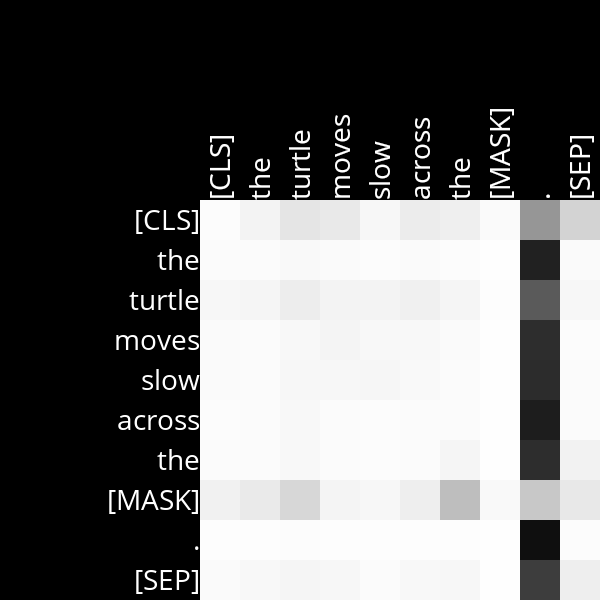 [CLS] the turtle moves slow across the [MASK] . [SEP]
[CLS]
the
turtle
moves
slow
across
the
[MASK]
.
[SEP]